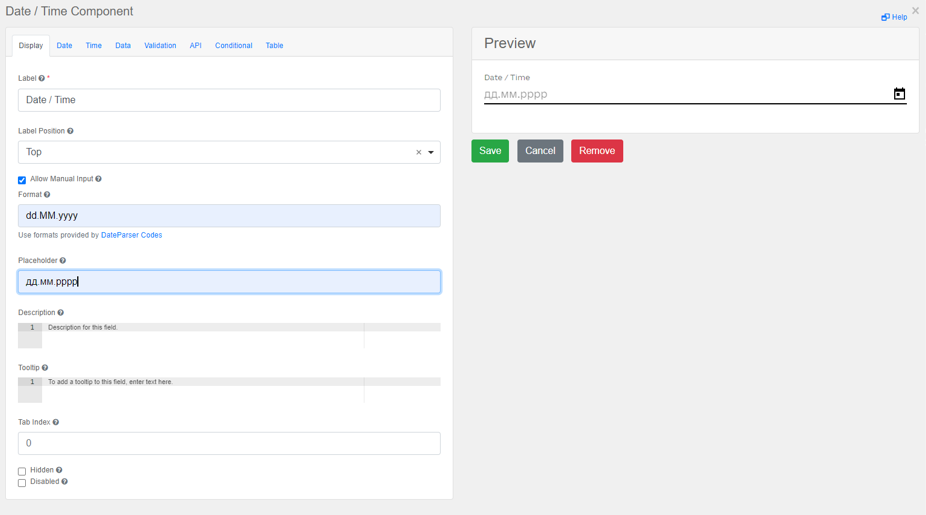 Date / Time Component
Help
×
Display Date Time Data Validation API Conditional Table
Label *
Date / Time
Label Position
Top
Allow Manual Input
Format
dd.MM.yyyy
Use formats provided by DateParser Codes
Placeholder
дд.мм.рррр
Description
1 Description for this field.
Tooltip
1 To add a tooltip to this field, enter text here.
Tab Index
0
Hidden
Disabled
Preview
Date / Time
дд.мм.рррр
Save Cancel Remove